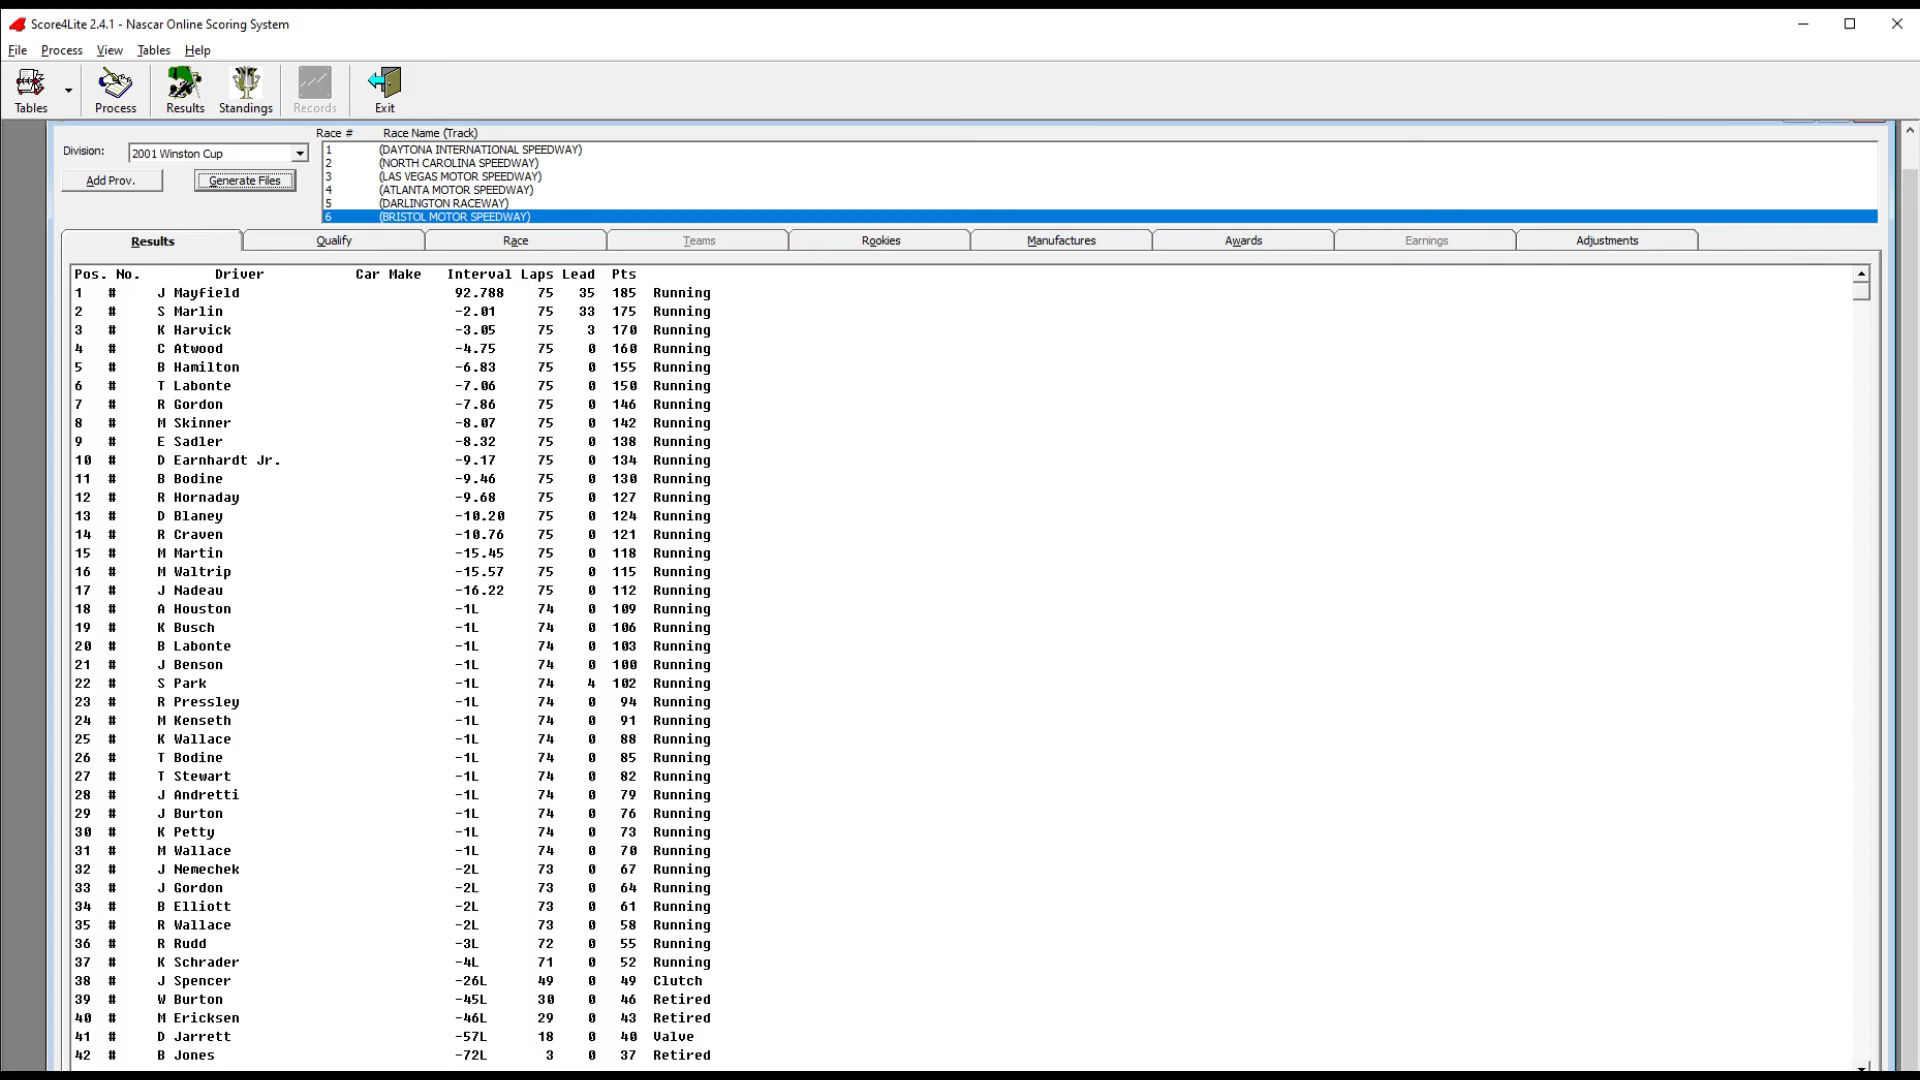 Score4Lite 2.4.1 - Nascar Online Scoring System
File Process View Tables Help
Tables Process Results Standings Records Exit
Race # Race Name (Track)
Division: 2001 Winston Cup
Add Prov. Generate Files
1 (DAYTONA INTERNATIONAL SPEEDWAY)
2 (NORTH CAROLINA SPEEDWAY)
3 (LAS VEGAS MOTOR SPEEDWAY)
4 (ATLANTA MOTOR SPEEDWAY)
5 (DARLINGTON RACEWAY)
6 (BRISTOL MOTOR SPEEDWAY)
Results Qualify Race Teams Rookies Manufactures Awards Earnings Adjustments
Pos. No. Driver Car Make Interval Laps Lead Pts
1 # J Mayfield 92.788 75 35 185 Running
2 # S Marlin -2.01 75 33 175 Running
3 # K Harvick -3.05 75 3 170 Running
4 # C Atwood -4.75 75 0 160 Running
5 # B Hamilton -6.83 75 0 155 Running
6 # T Labonte -7.06 75 0 150 Running
7 # R Gordon -7.86 75 0 146 Running
8 # M Skinner -8.07 75 0 142 Running
9 # E Sadler -8.32 75 0 138 Running
10 # D Earnhardt Jr. -9.17 75 0 134 Running
11 # B Bodine -9.46 75 0 130 Running
12 # R Hornaday -9.68 75 0 127 Running
13 # D Blaney -10.20 75 0 124 Running
14 # R Craven -10.76 75 0 121 Running
15 # M Martin -15.45 75 0 118 Running
16 # M Waltrip -15.57 75 0 115 Running
17 # J Nadeau -16.22 75 0 112 Running
18 # A Houston -1L 74 0 109 Running
19 # K Busch -1L 74 0 106 Running
20 # B Labonte -1L 74 0 103 Running
21 # J Benson -1L 74 0 100 Running
22 # S Park -1L 74 4 102 Running
23 # R Pressley -1L 74 0 94 Running
24 # M Kenseth -1L 74 0 91 Running
25 # K Wallace -1L 74 0 88 Running
26 # T Bodine -1L 74 0 85 Running
27 # T Stewart -1L 74 0 82 Running
28 # J Andretti -1L 74 0 79 Running
29 # J Burton -1L 74 0 76 Running
30 # K Petty -1L 74 0 73 Running
31 # M Wallace -1L 74 0 70 Running
32 # J Nemechek -2L 73 0 67 Running
33 # J Gordon -2L 73 0 64 Running
34 # B Elliott -2L 73 0 61 Running
35 # R Wallace -2L 73 0 58 Running
36 # R Rudd -3L 72 0 55 Running
37 # K Schrader -4L 71 0 52 Running
38 # J Spencer -26L 49 0 49 Clutch
39 # W Burton -45L 30 0 46 Retired
40 # M Ericksen -46L 29 0 43 Retired
41 # D Jarrett -57L 18 0 40 Valve
42 # B Jones -72L 3 0 37 Retired